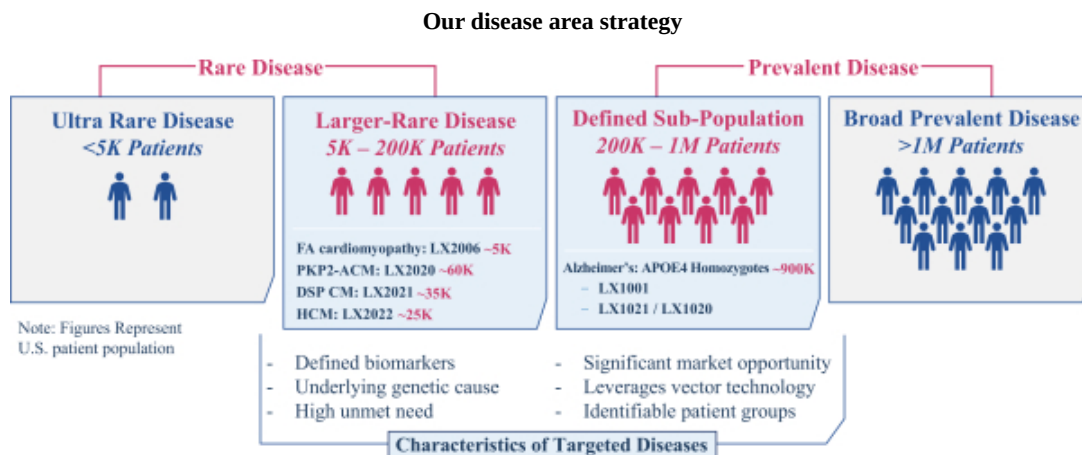 Our disease area strategy
Rare Disease
Prevalent Disease
Ultra Rare Disease
<5K Patients
Larger-Rare Disease
5K – 200K Patients
FA cardiomyopathy: LX2006 ~5K
PKP2-ACM: LX2020 ~60K
DSP CM: LX2021 ~35K
HCM: LX2022 ~25K
Defined Sub-Population
200K – 1M Patients
Alzheimer's: APOE4 Homozygotes ~900K
- LX1001
- LX1021 / LX1020
Broad Prevalent Disease
>1M Patients
Note: Figures Represent
U.S. patient population
- Defined biomarkers
- Underlying genetic cause
- High unmet need
- Significant market opportunity
- Leverages vector technology
- Identifiable patient groups
Characteristics of Targeted Diseases